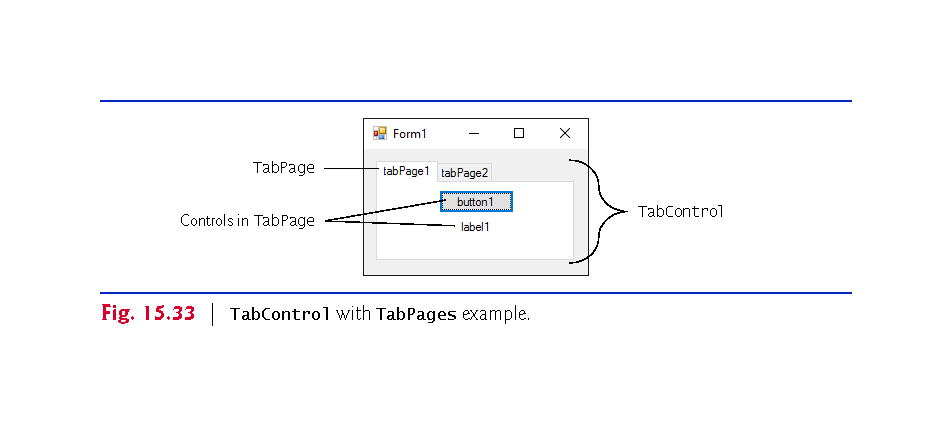 Form1
TabPage
tabPage1 tabPage2
button1
Controls in TabPage
TabControl
label1
Fig. 15.33 | TabControl with TabPages example.